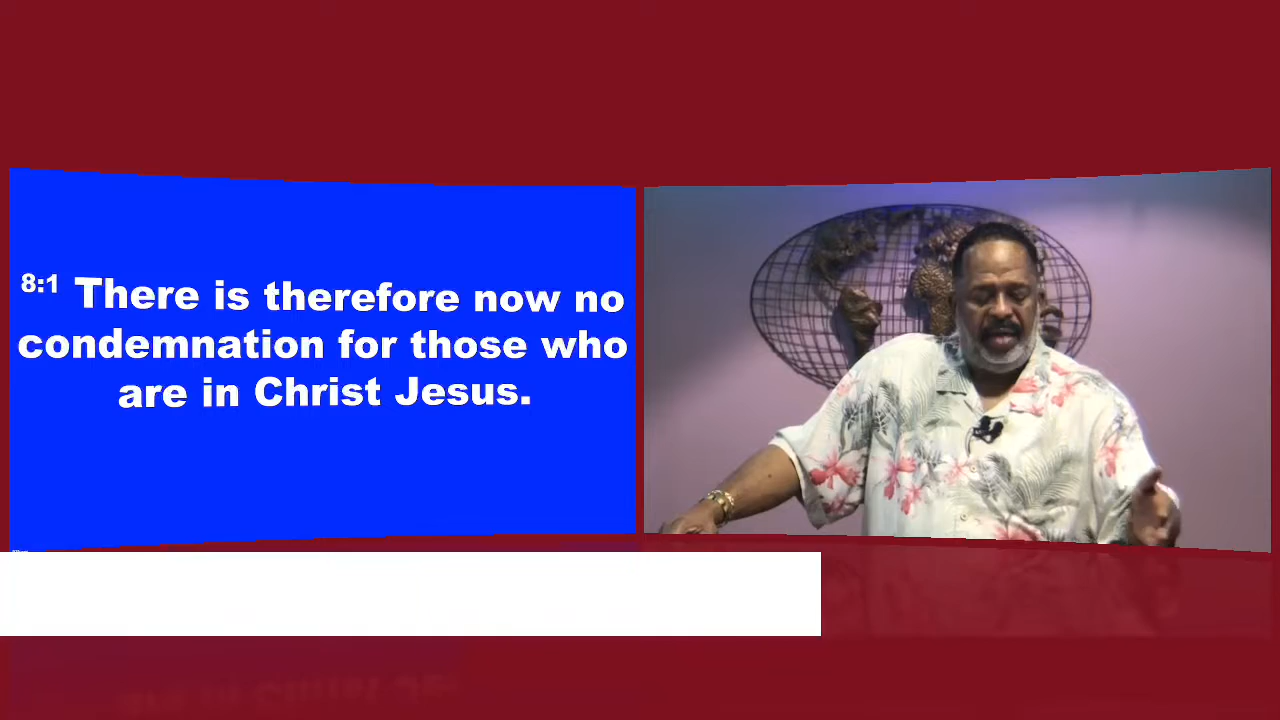 8:1 There is therefore now no
condemnation for those who
are in Christ Jesus.